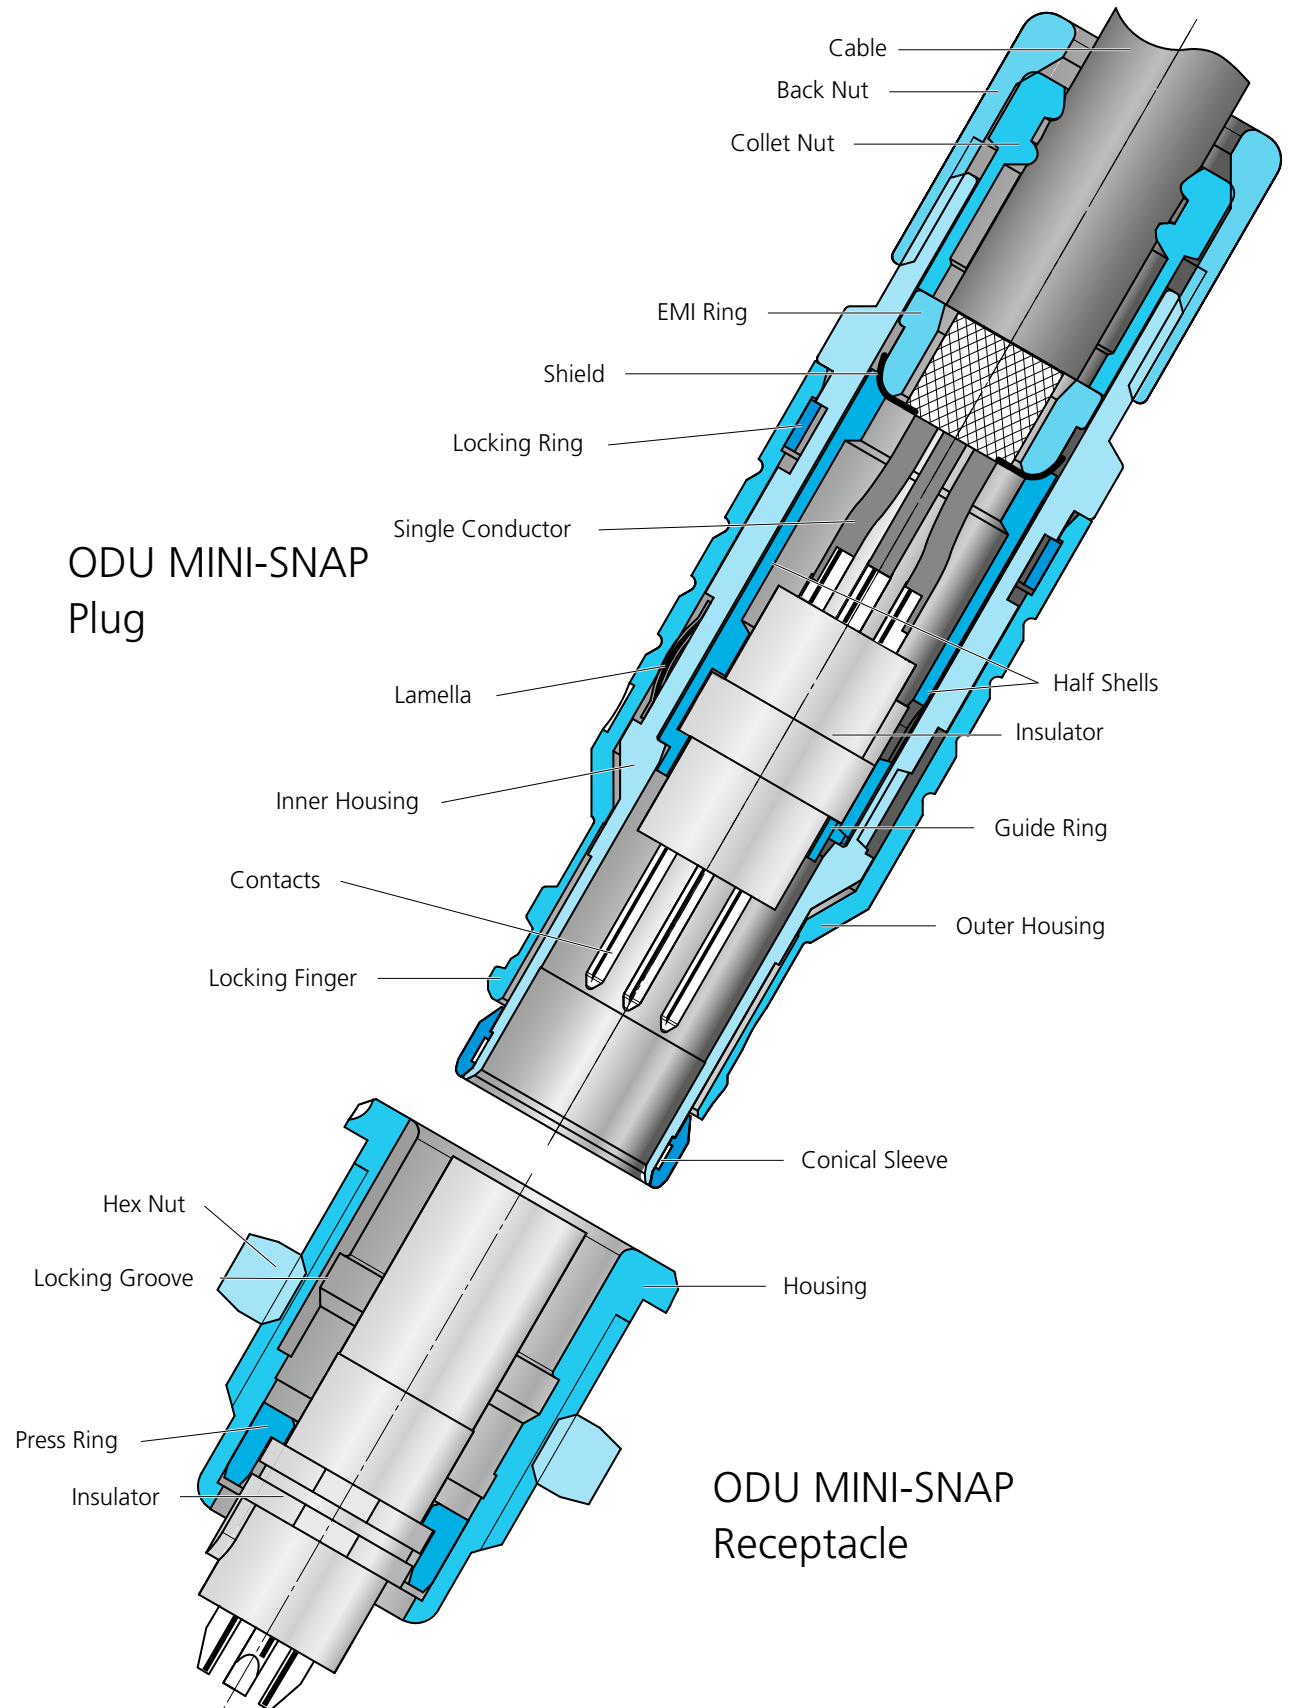 Cable
Back Nut
Collet Nut
EMI Ring
Shield
Locking Ring
Single Conductor
ODU MINI-SNAP
Plug
Lamella
Half Shells
Insulator
Inner Housing
Guide Ring
Contacts
Outer Housing
Locking Finger
Conical Sleeve
Hex Nut
Locking Groove
Housing
Press Ring
Insulator
ODU MINI-SNAP
Receptacle